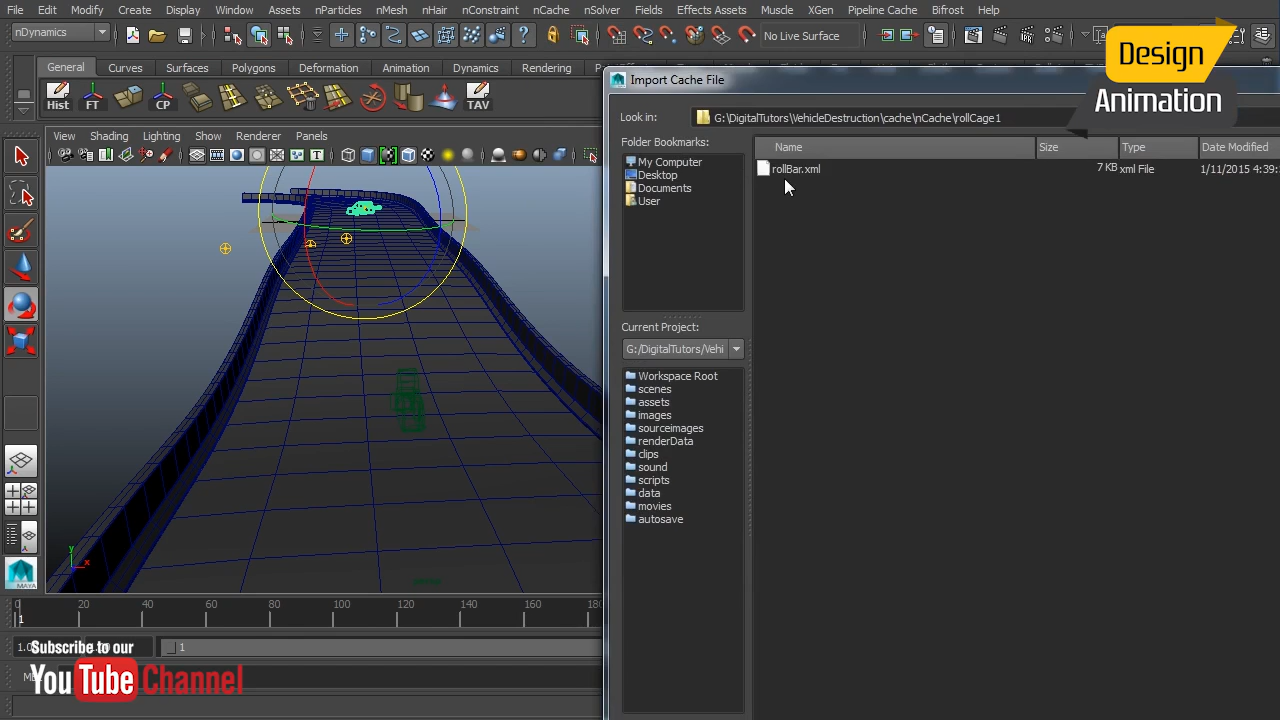 File Edit Modify Create Display Window Assets nParticles nMesh nHair nConstraint nCache nSolver Fields Effects Assets Muscle XGen Pipeline Cache Bifrost Help
nDynamics
No Live Surface
General Curves Surfaces Polygons Deformation Animation Dynamics Rendering
Hist FT CP TAV
View Shading Lighting Show Renderer Panels
Import Cache File
Look in: G:\DigitalTutors\VehideDestruction\cache\nCache\rollCage1
Folder Bookmarks:
My Computer
Desktop
Documents
User
Name Size Type Date Modified
rollBar.xml 7 KB xml File 1/11/2015 4:39:
Current Project:
G:/DigitalTutors/Vehi
Workspace Root
scenes
assets
images
sourceimages
renderData
clips
sound
scripts
data
movies
autosave
y
x
MAYA
0 20 40 60 80 100 120 140 160 180
1
1
Design
Animation
Subscribe to our
YouTube Channel